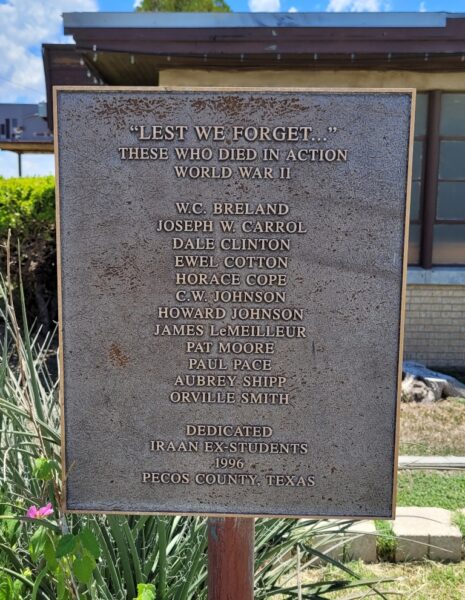 "LEST WE FORGET..."
THESE WHO DIED IN ACTION
WORLD WAR II
W.C. BRELAND
JOSEPH W. CARROL
DALE CLINTON
EWEL COTTON
HORACE COPE
C.W. JOHNSON
HOWARD JOHNSON
JAMES LeMEILLEUR
PAT MOORE
PAUL PACE
AUBREY SHIPP
ORVILLE SMITH
DEDICATED
IRAAN EX-STUDENTS
1996
PECOS COUNTY, TEXAS